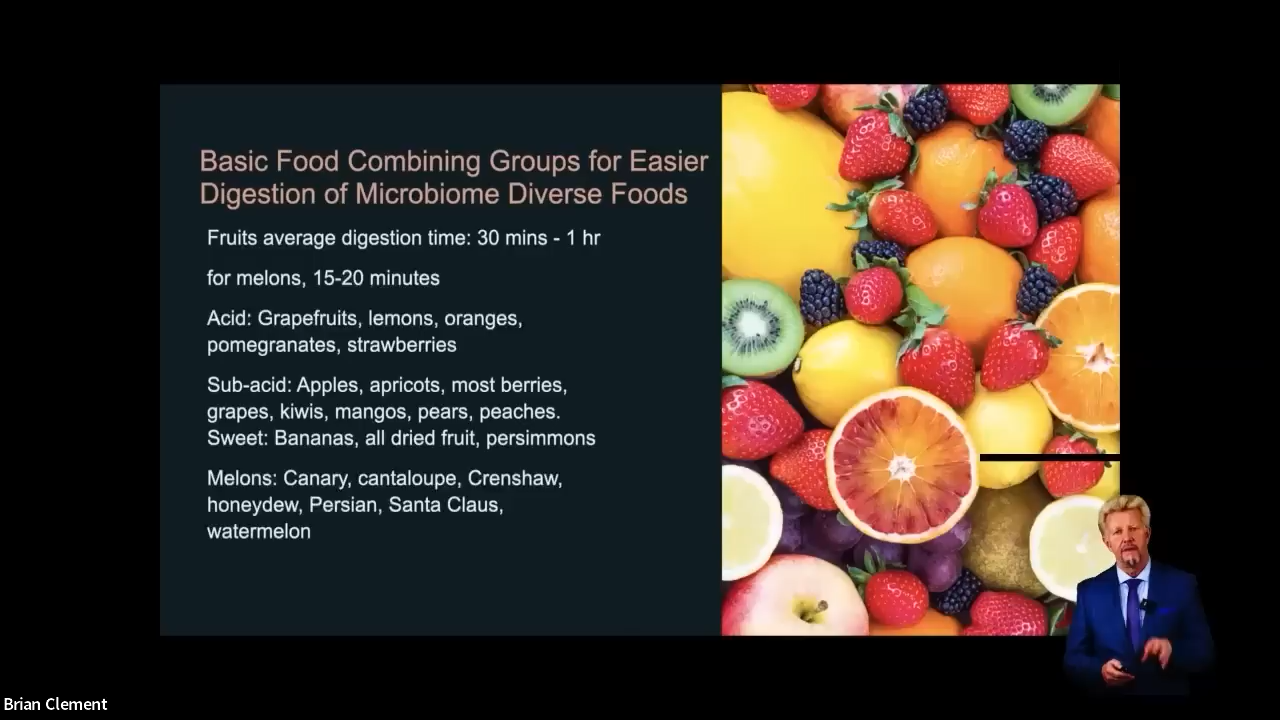 Basic Food Combining Groups for Easier
Digestion of Microbiome Diverse Foods
Fruits average digestion time: 30 mins - 1 hr
for melons, 15-20 minutes
Acid: Grapefruits, lemons, oranges,
pomegranates, strawberries
Sub-acid: Apples, apricots, most berries,
grapes, kiwis, mangos, pears, peaches.
Sweet: Bananas, all dried fruit, persimmons
Melons: Canary, cantaloupe, Crenshaw,
honeydew, Persian, Santa Claus,
watermelon
Brian Clement